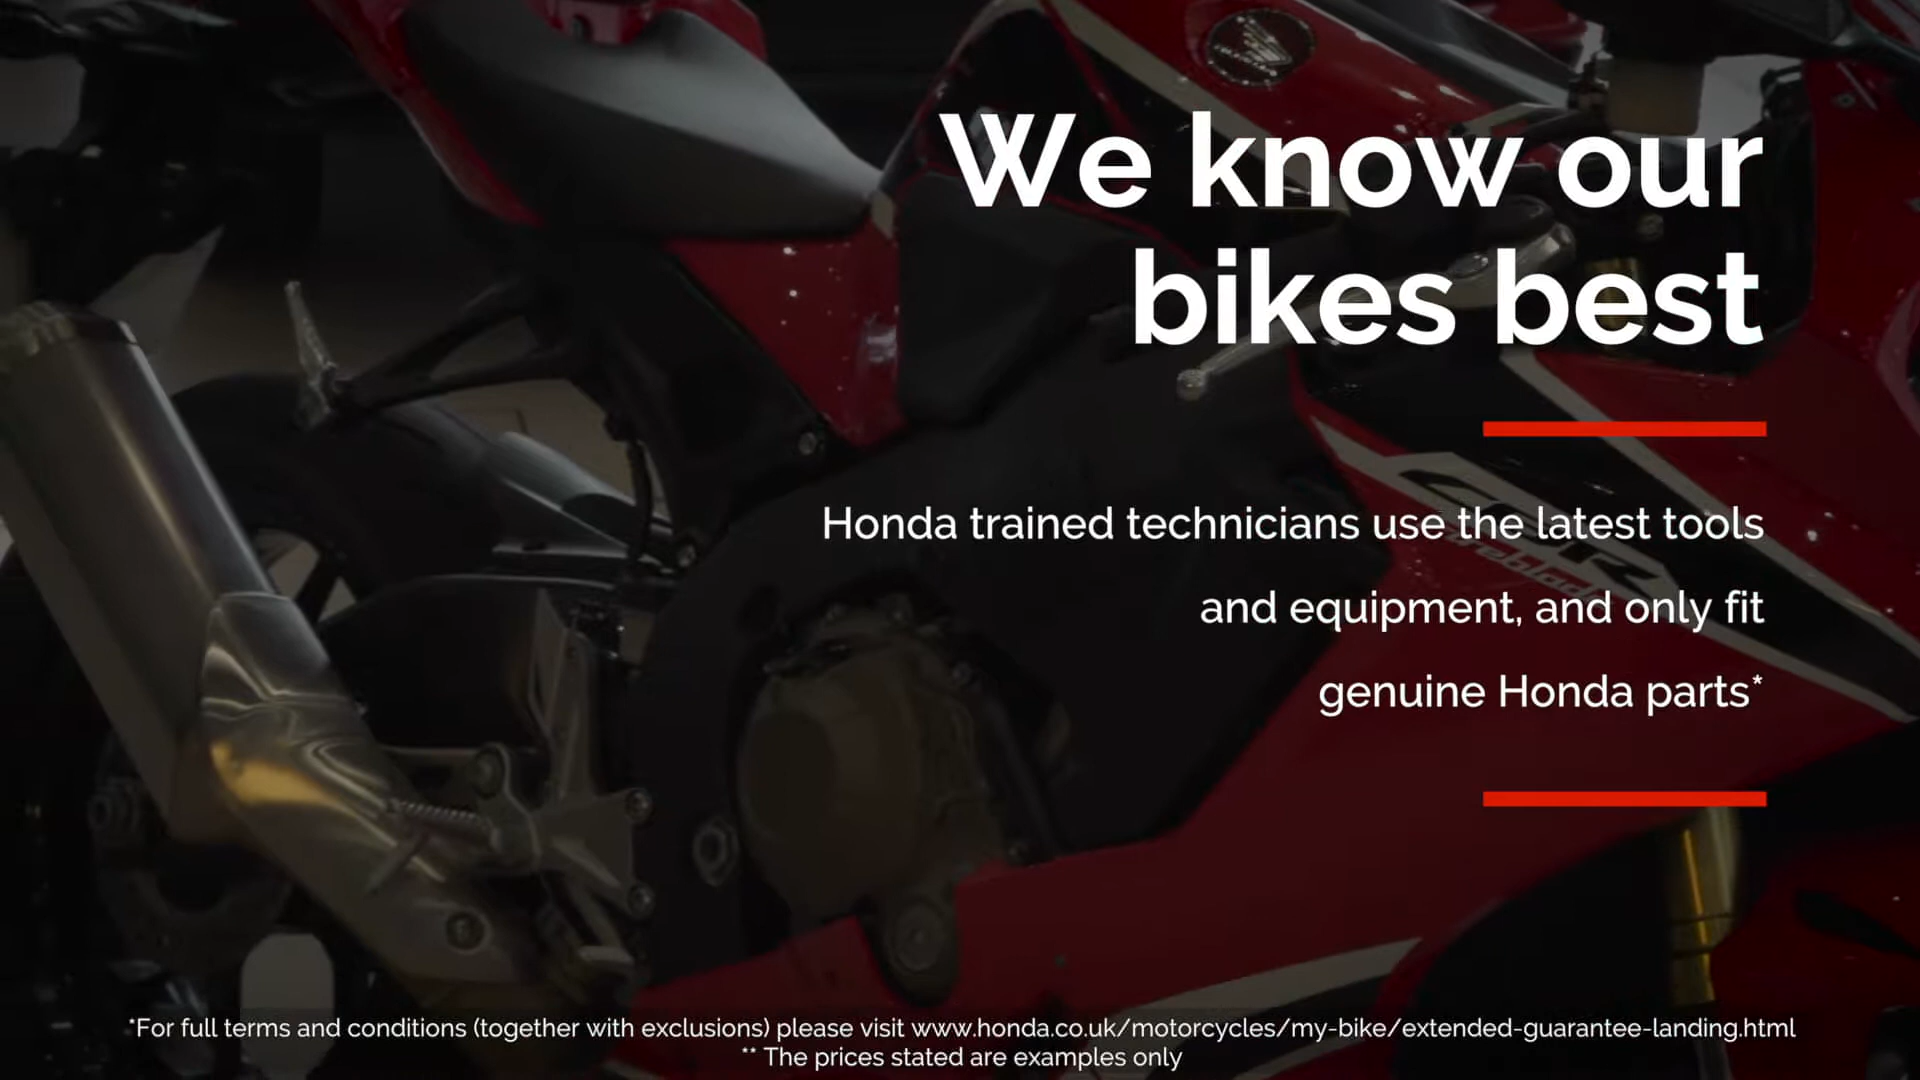 We know our
bikes best
Honda trained technicians use the latest tools
and equipment, and only fit
genuine Honda parts*
*For full terms and conditions (together with exclusions) please visit www.honda.co.uk/motorcycles/my-bike/extended-guarantee-landing.html
** The prices stated are examples only